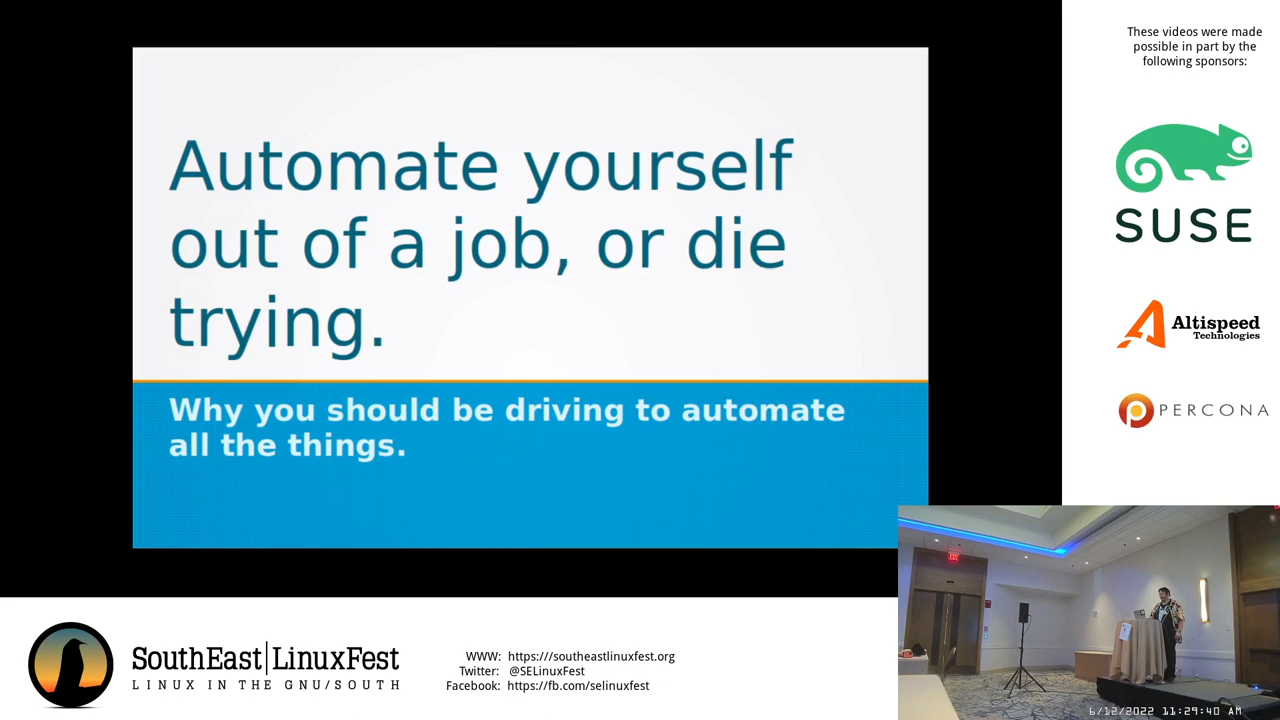 Automate yourself
out of a job, or die
trying.
Why you should be driving to automate
all the things.
These videos were made
possible in part by the
following sponsors:
SUSE
Altispeed
Technologies
PERCONA
SouthEast LinuxFest
LINUX IN THE GNU/SOUTH
WWW: https:///southeastlinuxfest.org
Twitter: @SELinuxFest
Facebook: https://fb.com/selinuxfest
EXIT
6/12/2022 11:29:40 AM